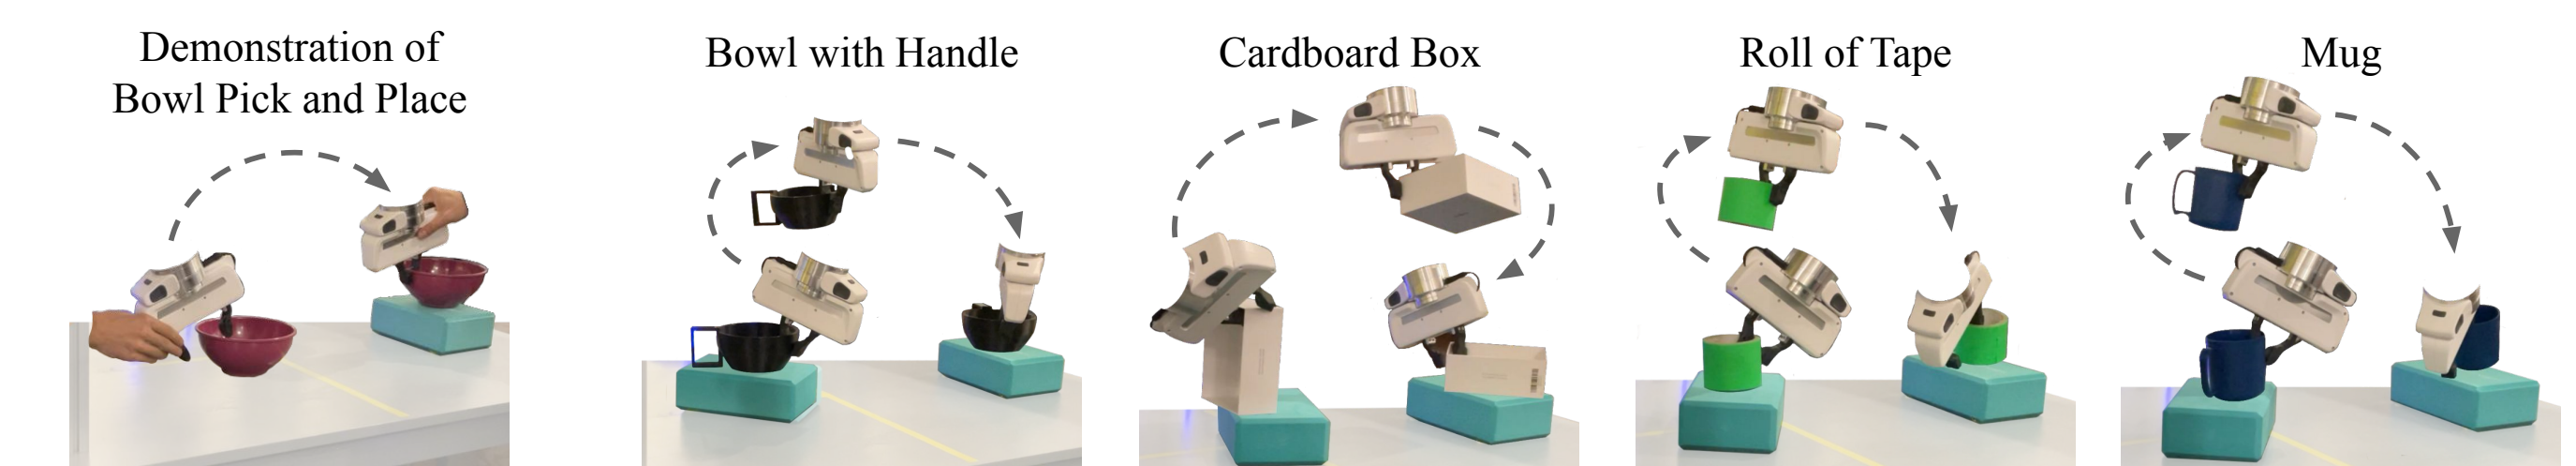 Demonstration of
Bowl Pick and Place
Bowl with Handle
Cardboard Box
Roll of Tape
Mug